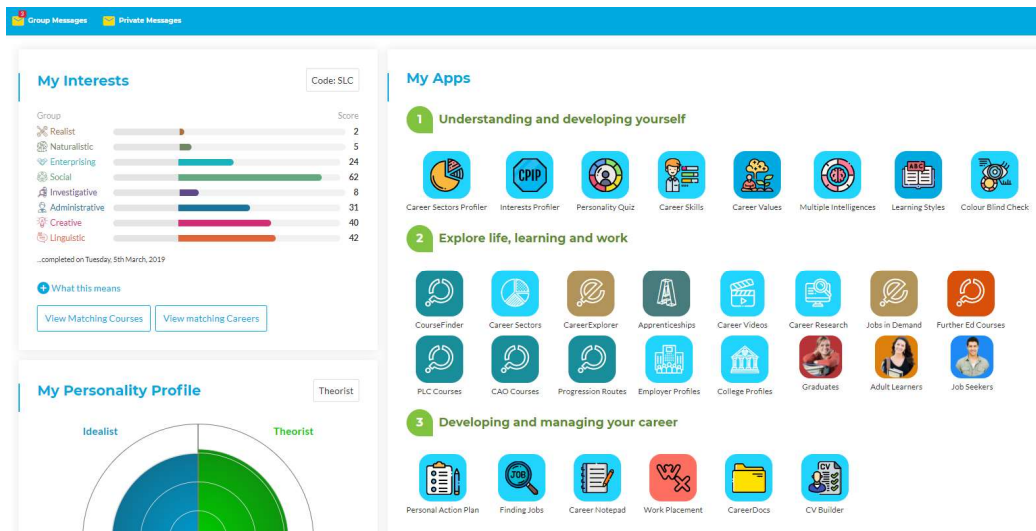 3
Group Messages Private Messages
My Interests
Code: SLC
Group Score
Realist 2
Naturalistic 5
Enterprising 24
Social 62
Investigative 8
Administrative 31
Creative 40
Linguistic 42
...completed on Tuesday, 5th March, 2019
What this means
View Matching Courses View matching Careers
My Personality Profile
Theorist
Idealist Theorist
My Apps
1 Understanding and developing yourself
CPIP
ABC
Career Sectors Profiler Interests Profiler Personality Quiz Career Skills Career Values Multiple Intelligences Learning Styles Colour Blind Check
2 Explore life, learning and work
CourseFinder Career Sectors CareerExplorer Apprenticeships Career Videos Career Research Jobs in Demand Further Ed Courses
PLC Courses CAO Courses Progression Routes Employer Profiles College Profiles Graduates Adult Learners Job Seekers
3 Developing and managing your career
JOB
CV
Personal Action Plan Finding Jobs Career Notepad Work Placement CareerDocs CV Builder